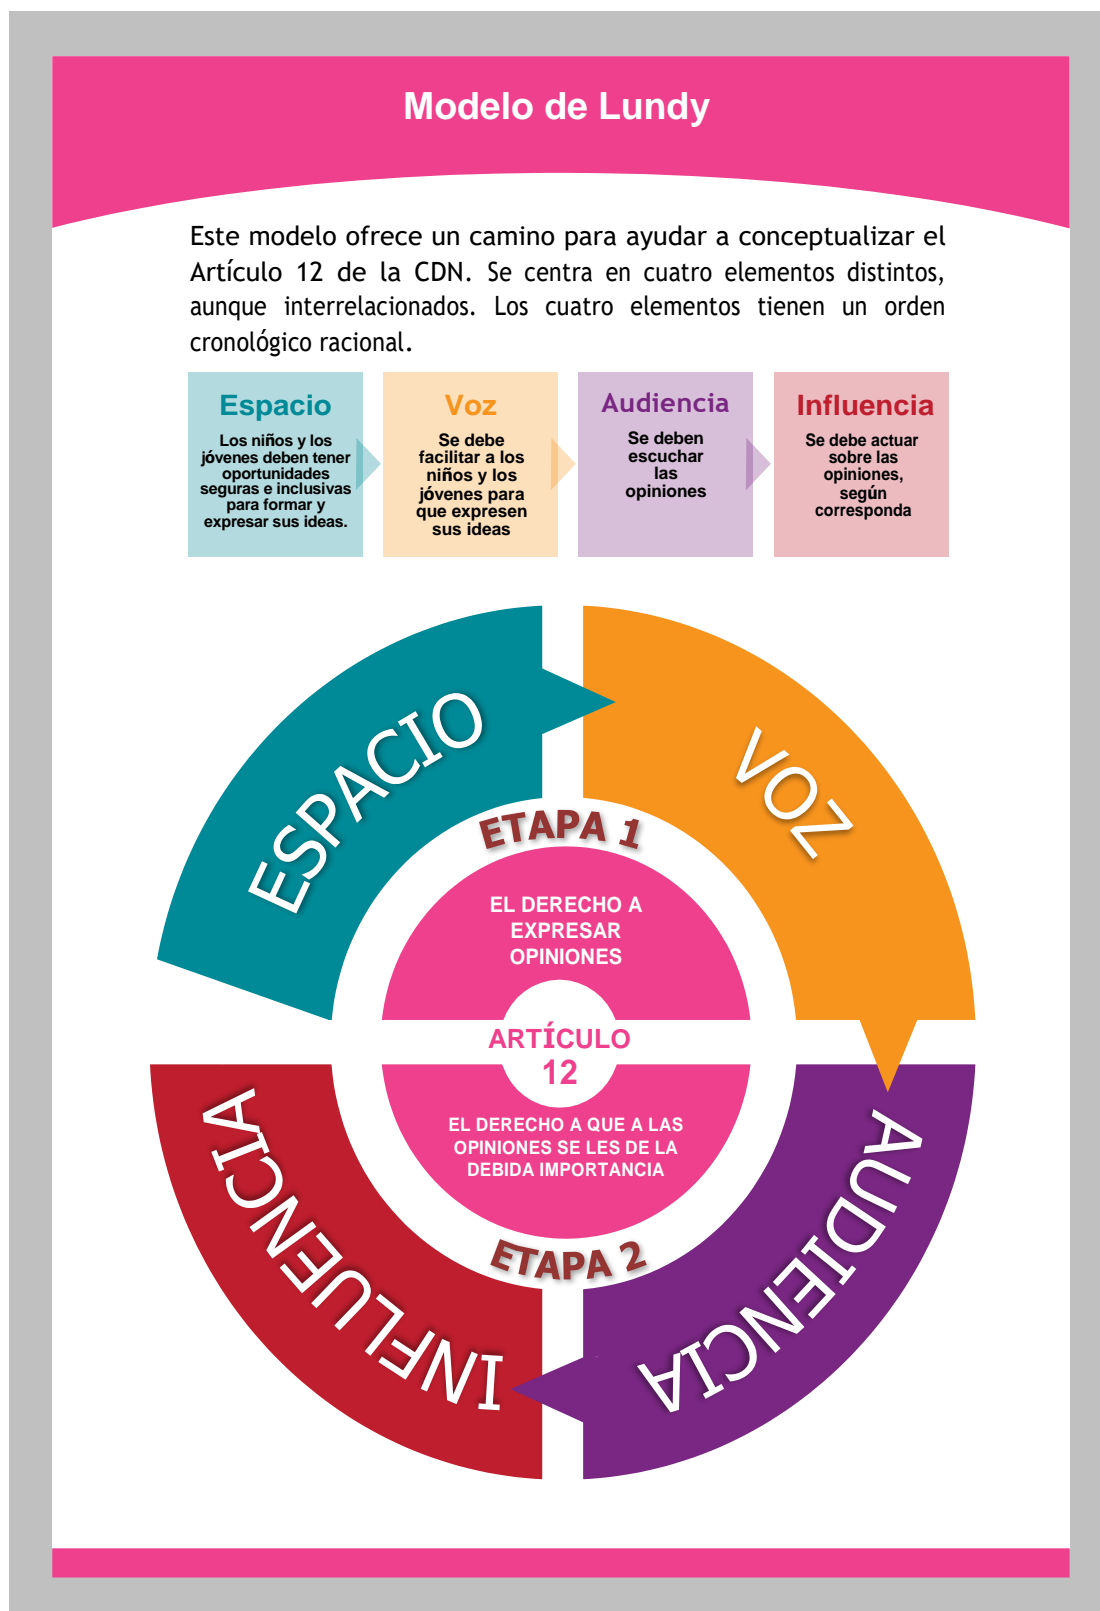 Modelo de Lundy
Este modelo ofrece un camino para ayudar a conceptualizar el
Artículo 12 de la CDN. Se centra en cuatro elementos distintos,
aunque interrelacionados. Los cuatro elementos tienen un orden
cronológico racional.
Espacio
Los niños y los
jóvenes deben tener
oportunidades
seguras e inclusivas
para formar y
expresar sus ideas.
Voz
Se debe
facilitar a los
niños y los
jóvenes para
que expresen
sus ideas
Audiencia
Se deben
escuchar
las
opiniones
Influencia
Se debe actuar
sobre las
opiniones,
según
corresponda
ESPACIO
VOZ
ETAPA 1
EL DERECHO A
EXPRESAR
OPINIONES
ARTÍCULO
12
EL DERECHO A QUE A LAS
OPINIONES SE LES DE LA
DEBIDA IMPORTANCIA
ETAPA 2
AUDIENCIA
INFLUENCIA